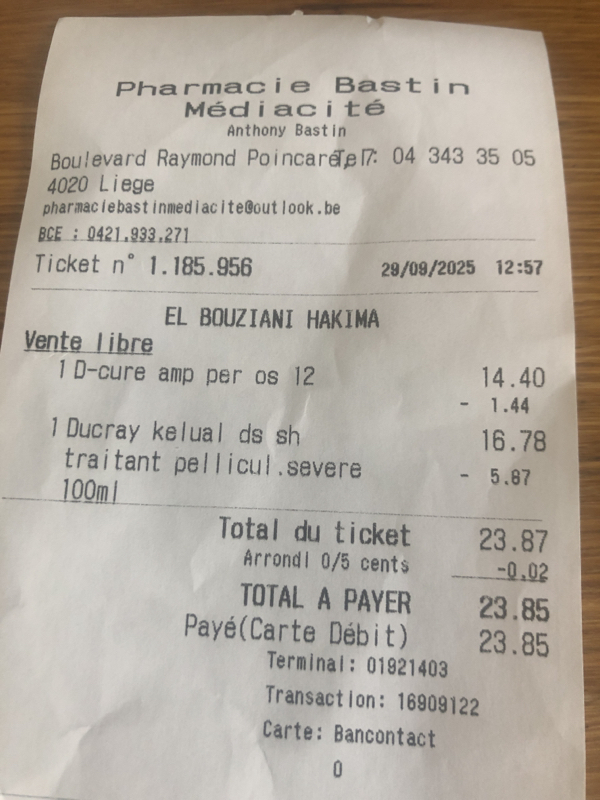 Pharmacie Bastin
Médiacité
Anthony Bastin
Boulevard Raymond Poincaré, 7 Tel: 04 343 35 05
4020 Liege
pharmaciebastinmediacite@outlook.be
BCE : 0421.933.271
Ticket n° 1.185.956 29/09/2025 12:57
EL BOUZIANI HAKIMA
Vente libre
1 D-cure amp per os 12 14.40
- 1.44
1 Ducray kelual ds sh 16.78
traitant pellicul.severe - 5.87
100ml
Total du ticket 23.87
Arrondi 0/5 cents -0.02
TOTAL A PAYER 23.85
Payé(Carte Débit) 23.85
Terminal: 01921403
Transaction: 16909122
Carte: Bancontact
0